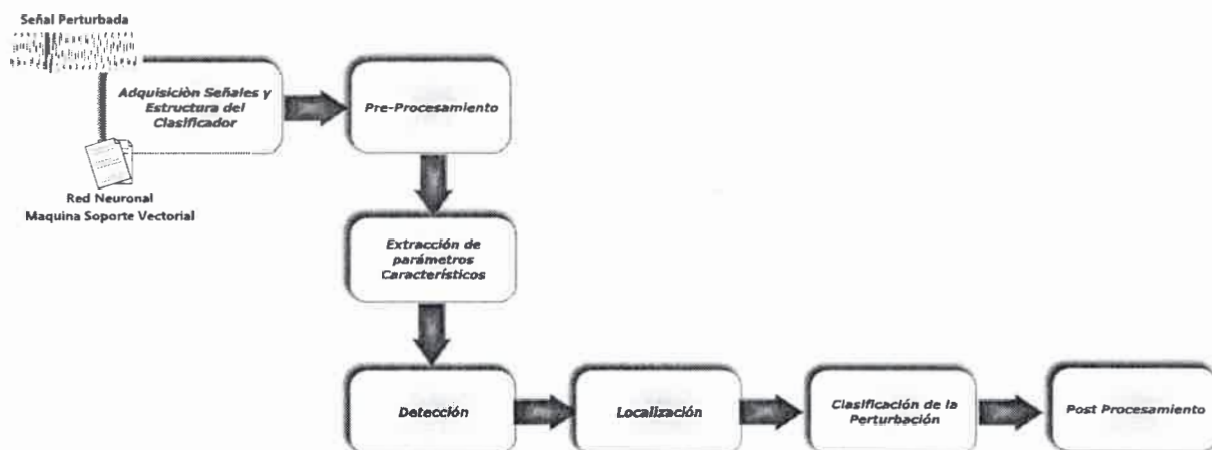 Señal Perturbada
Adquisiciòn Señales y
Estructura del
Clasificador
Pre-Procesamiento
Red Neuronal
Maquina Soporte Vectorial
Extracción de
parámetros
Característicos
Detección
Localización
Clasificación de la
Perturbación
Post Procesamiento